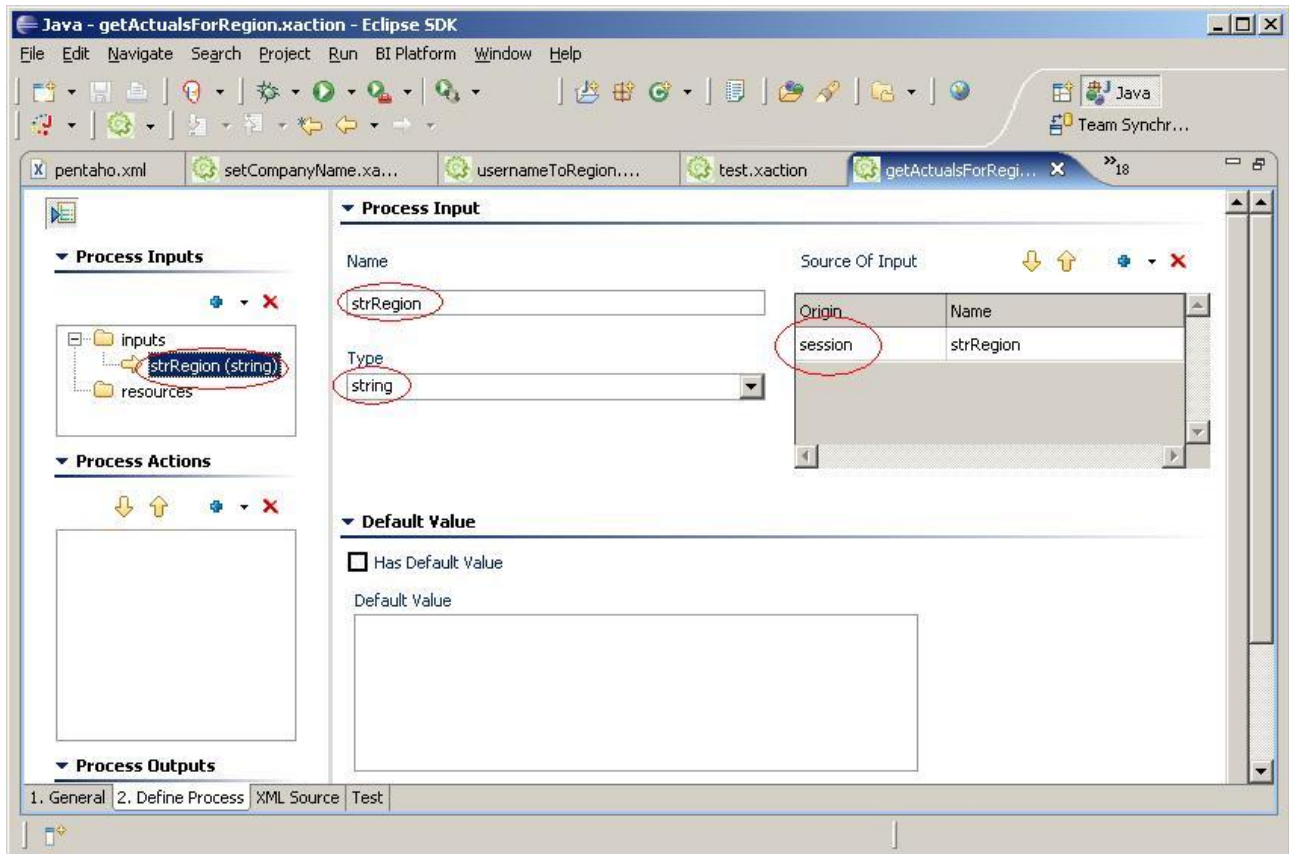 Java - getActualsForRegion.xaction - Eclipse SDK
File Edit Navigate Search Project Run BI Platform Window Help
Java
Team Synchr...
pentaho.xml setCompanyName.xa... usernameToRegion.... test.xaction getActualsForRegi... »18
Process Input
Process Inputs
Name
Source Of Input
strRegion
Origin Name
inputs
session strRegion
strRegion (string)
Type
resources
string
Process Actions
Default Value
Has Default Value
Default Value
Process Outputs
1. General 2. Define Process XML Source Test